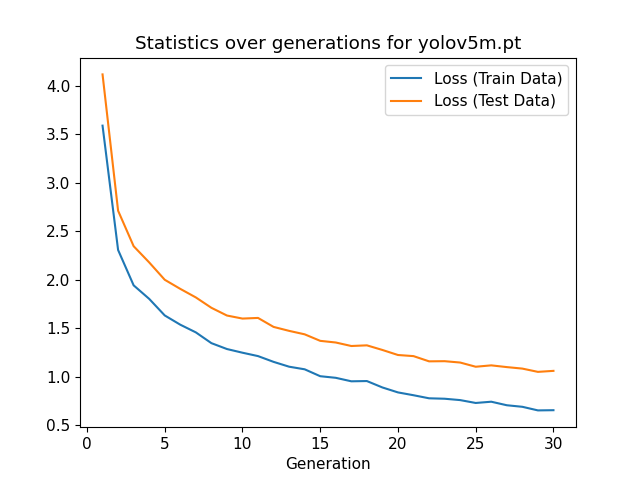 Statistics over generations for yolov5m.pt
Loss (Train Data)
Loss (Test Data)
4.0
3.5
3.0
2.5
2.0
1.5
1.0
0.5
0 5 10 15 20 25 30
Generation